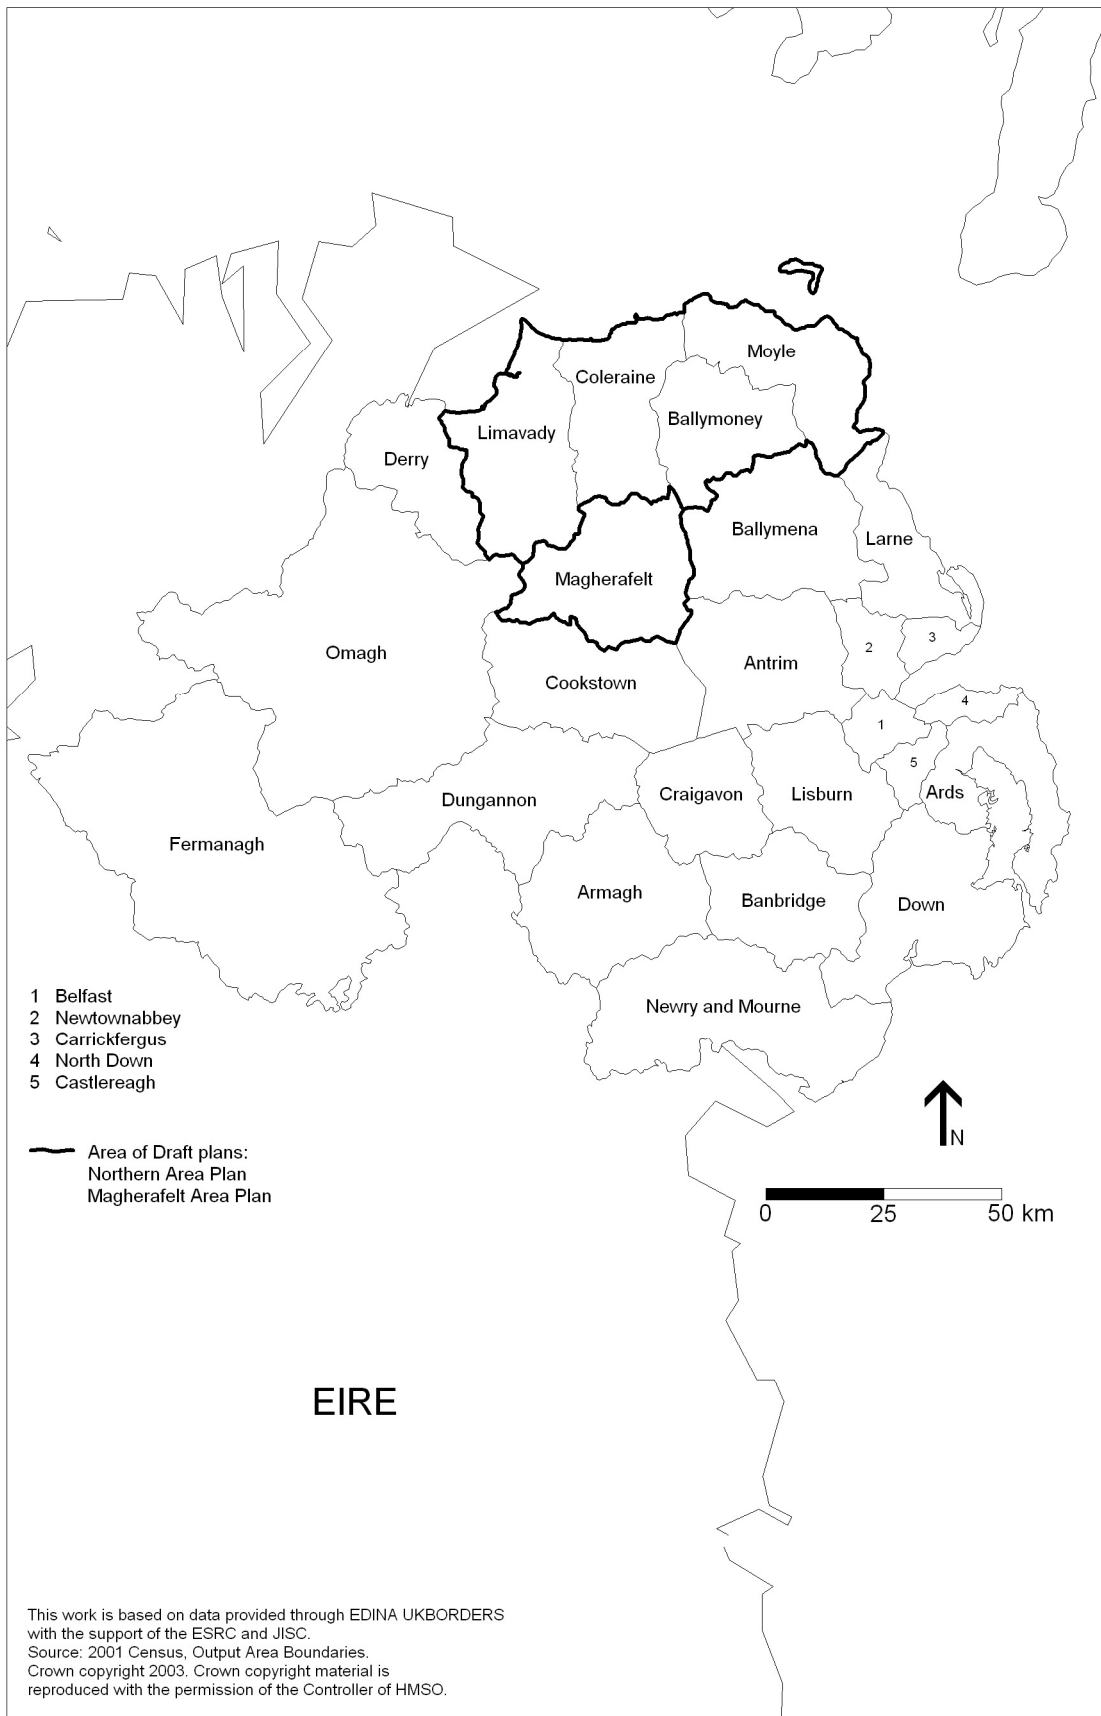 Moyle
Coleraine
Ballymoney
Limavady
Derry
Ballymena
Larne
Magherafelt
2
3
Omagh
Antrim
Cookstown
4
1
5
Ards
Dungannon
Craigavon
Lisburn
Fermanagh
Armagh
Banbridge
Down
Newry and Mourne
1 Belfast
2 Newtownabbey
3 Carrickfergus
4 North Down
5 Castlereagh
N
Area of Draft plans:
Northern Area Plan
Magherafelt Area Plan
0 25 50 km
EIRE
This work is based on data provided through EDINA UKBORDERS
with the support of the ESRC and JISC.
Source: 2001 Census, Output Area Boundaries.
Crown copyright 2003. Crown copyright material is
reproduced with the permission of the Controller of HMSO.